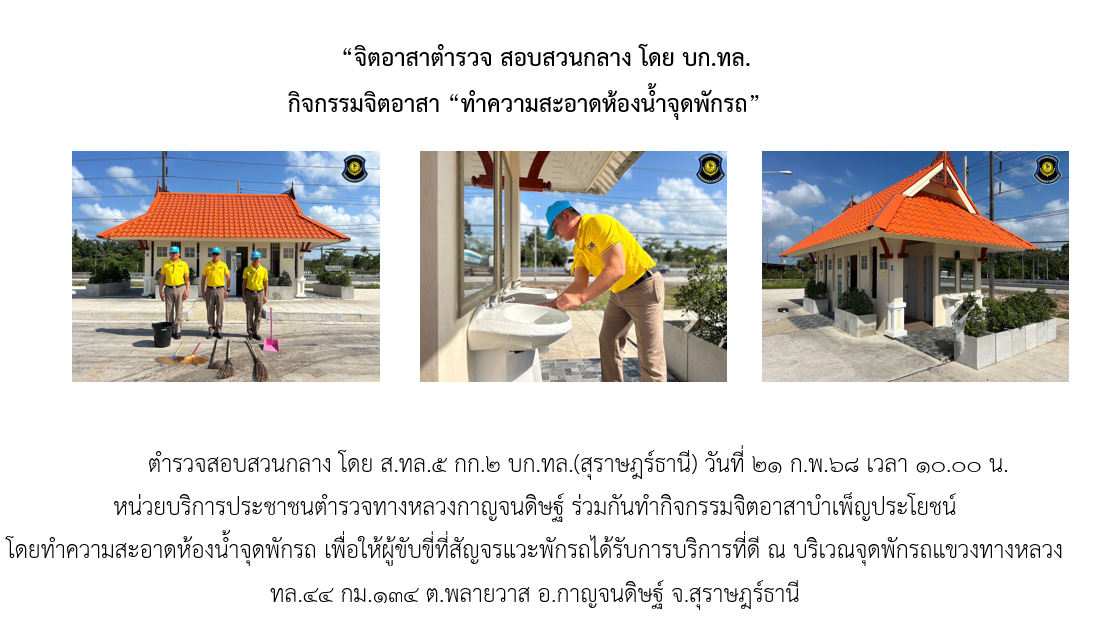 “จิตอาสาตำรวจ สอบสวนกลาง โดย บก.ทล.
กิจกรรมจิตอาสา “ทำความสะอาดห้องน้ำจุดพักรถ”
ตำรวจสอบสวนกลาง โดย ส.ทล.๕ กก.๒ บก.ทล.(สุราษฎร์ธานี) วันที่ ๒๑ ก.พ.๖๘ เวลา ๑๐.๐๐ น.
หน่วยบริการประชาชนตำรวจทางหลวงกาญจนดิษฐ์ ร่วมกันทำกิจกรรมจิตอาสาบำเพ็ญประโยชน์
โดยทำความสะอาดห้องน้ำจุดพักรถ เพื่อให้ผู้ขับขี่ที่สัญจรแวะพักรถได้รับการบริการที่ดี ณ บริเวณจุดพักรถแขวงทางหลวง
ทล.๔๔ กม.๑๓๔ ต.พลายวาส อ.กาญจนดิษฐ์ จ.สุราษฎร์ธานี